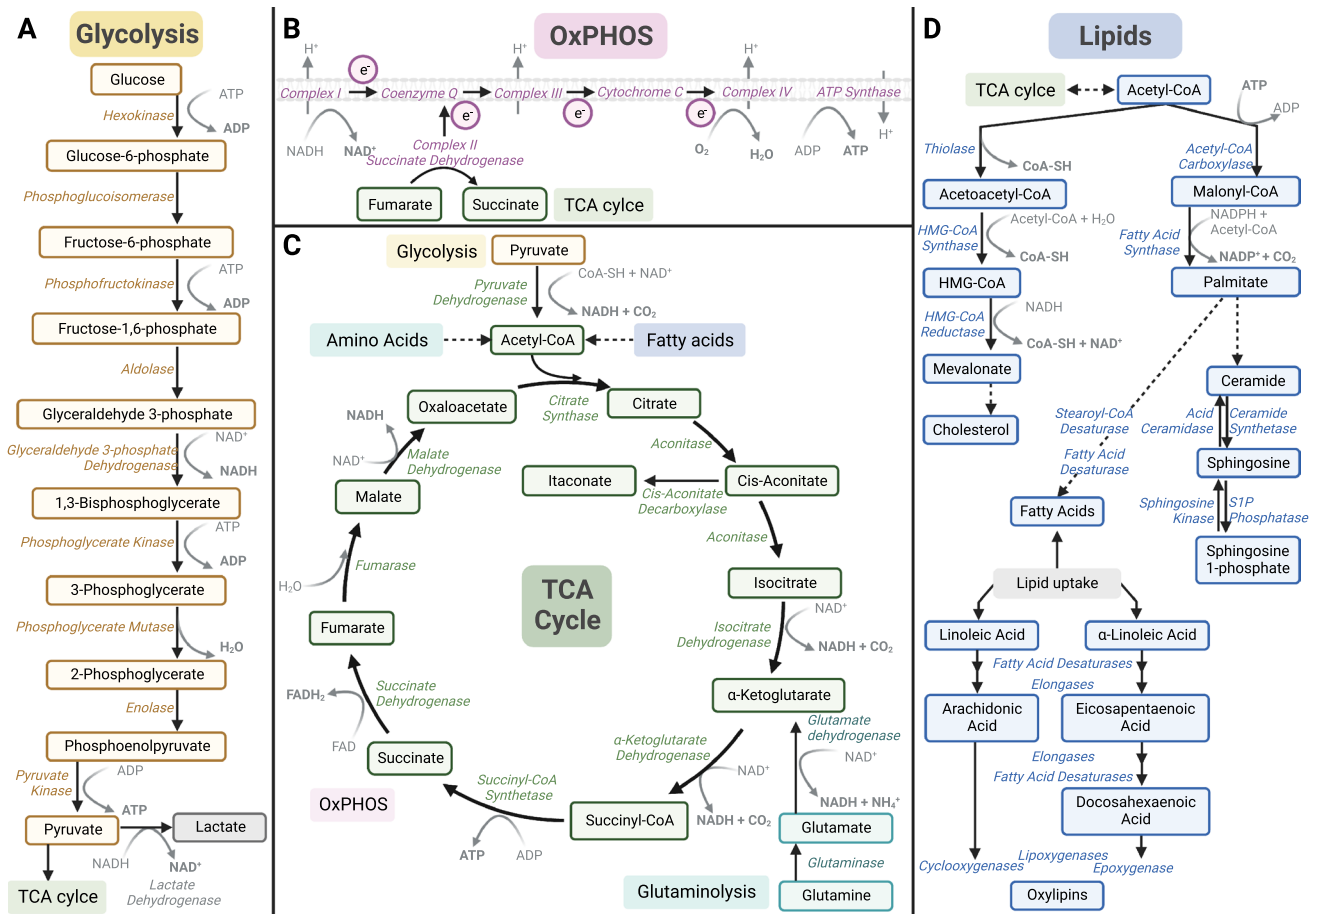 A
Glycolysis
Glucose
Hexokinase
ATP
ADP
Glucose-6-phosphate
Phosphoglucoisomerase
Fructose-6-phosphate
Phosphofructokinase
ATP
ADP
Fructose-1,6-phosphate
Aldolase
Glyceraldehyde 3-phosphate
Glyceraldehyde 3-phosphate
Dehydrogenase
NAD⁺
NADH
1,3-Bisphosphoglycerate
Phosphoglycerate Kinase
ATP
ADP
3-Phosphoglycerate
Phosphoglycerate Mutase
H₂O
2-Phosphoglycerate
Enolase
Phosphoenolpyruvate
Pyruvate
Kinase
ADP
ATP
Pyruvate
Lactate
NADH
NAD⁺
Lactate
Dehydrogenase
TCA cylce
B
OxPHOS
H⁺
H⁺
H⁺
e⁻
Complex I
Coenzyme Q
Complex III
Cytochrome C
Complex IV
ATP Synthase
e⁻
e⁻
e⁻
H⁺
NADH
NAD⁺
Complex II
Succinate Dehydrogenase
O₂
H₂O
ADP
ATP
Fumarate
Succinate
TCA cylce
C
Glycolysis
Pyruvate
Pyruvate
Dehydrogenase
CoA-SH + NAD⁺
NADH + CO₂
Amino Acids
Acetyl-CoA
Fatty acids
Oxaloacetate
Citrate
Synthase
Citrate
NADH
NAD⁺
Malate
Dehydrogenase
Aconitase
Itaconate
Cis-Aconitate
Cis-Aconitate
Decarboxylase
Malate
Aconitase
H₂O
Fumarase
TCA
Cycle
Isocitrate
Fumarate
Isocitrate
Dehydrogenase
NAD⁺
NADH + CO₂
FADH₂
Succinate
Dehydrogenase
FAD
α-Ketoglutarate
Glutamate
dehydrogenase
α-Ketoglutarate
Dehydrogenase
NAD⁺
NAD⁺
Succinate
Succinyl-CoA
Synthetase
OxPHOS
NADH + NH₄⁺
Succinyl-CoA
NADH + CO₂
Glutamate
ATP
ADP
Glutaminase
Glutaminolysis
Glutamine
D
Lipids
TCA cylce
Acetyl-CoA
ATP
ADP
Thiolase
CoA-SH
Acetyl-CoA
Carboxylase
Acetoacetyl-CoA
Malonyl-CoA
HMG-CoA
Synthase
Acetyl-CoA + H₂O
CoA-SH
Fatty Acid
Synthase
NADPH +
Acetyl-CoA
NADP⁺ + CO₂
HMG-CoA
Palmitate
HMG-CoA
Reductase
NADH
CoA-SH + NAD⁺
Mevalonate
Ceramide
Cholesterol
Stearoyl-CoA
Desaturase
Acid
Ceramidase
Ceramide
Synthetase
Fatty Acid
Desaturase
Sphingosine
Fatty Acids
Sphingosine
Kinase
S1P
Phosphatase
Sphingosine
1-phosphate
Lipid uptake
Linoleic Acid
α-Linoleic Acid
Fatty Acid Desaturases
Elongases
Arachidonic
Acid
Eicosapentaenoic
Acid
Elongases
Fatty Acid Desaturases
Docosahexaenoic
Acid
Cyclooxygenases
Lipoxygenases
Epoxygenase
Oxylipins